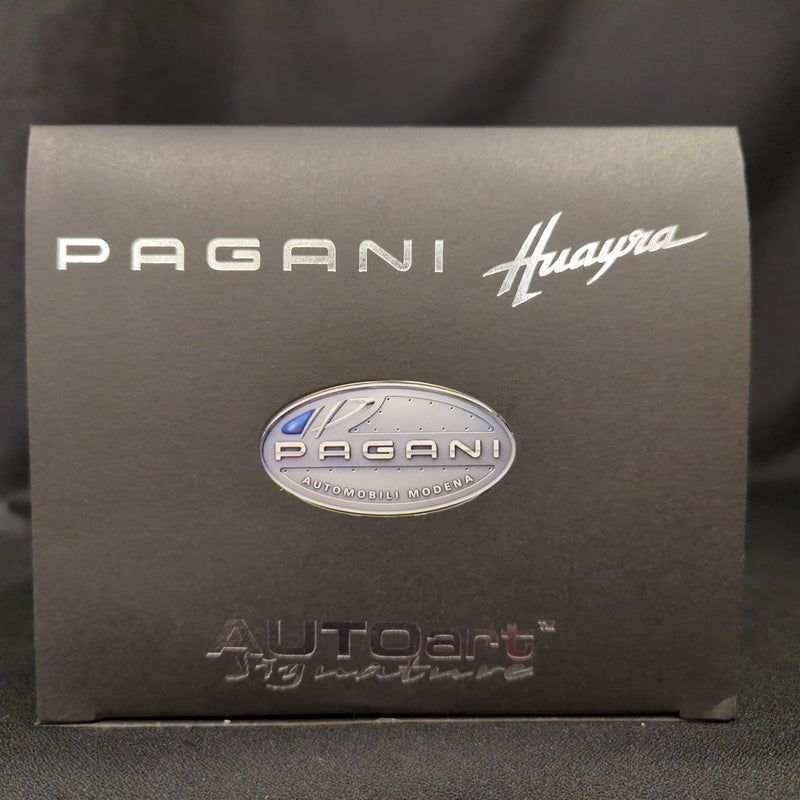 PAGANI Huayra
PAGANI
AUTOMOBILI MODENA
AUTOart™
Signature